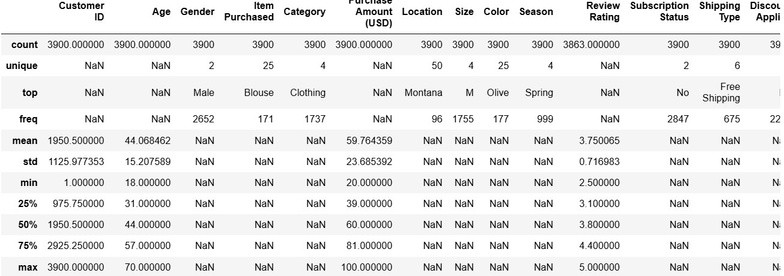 Customer ID Age Gender Item Purchased Category Purchase Amount (USD) Location Size Color Season Review Rating Subscription Status Shipping Type
count 3900.000000 3900.000000 3900 3900 3900 3900.000000 3900 3900 3900 3900 3863.000000 3900 3900
unique NaN NaN 2 25 4 NaN 50 4 25 4 NaN 2 6
top NaN NaN Male Blouse Clothing NaN Montana M Olive Spring NaN No Free Shipping
freq NaN NaN 2652 171 1737 NaN 96 1755 177 999 NaN 2847 675
mean 1950.500000 44.068462 NaN NaN NaN 59.764359 NaN NaN NaN NaN 3.750065 NaN NaN
std 1125.977353 15.207589 NaN NaN NaN 23.685392 NaN NaN NaN NaN 0.716983 NaN NaN
min 1.000000 18.000000 NaN NaN NaN 20.000000 NaN NaN NaN NaN 2.500000 NaN NaN
25% 975.750000 31.000000 NaN NaN NaN 39.000000 NaN NaN NaN NaN 3.100000 NaN NaN
50% 1950.500000 44.000000 NaN NaN NaN 60.000000 NaN NaN NaN NaN 3.800000 NaN NaN
75% 2925.250000 57.000000 NaN NaN NaN 81.000000 NaN NaN NaN NaN 4.400000 NaN NaN
max 3900.000000 70.000000 NaN NaN NaN 100.000000 NaN NaN NaN NaN 5.000000 NaN NaN